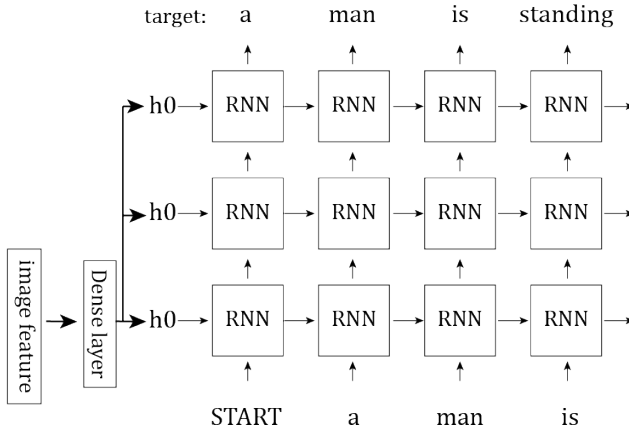 target: a man is standing
h0 RNN RNN RNN RNN
h0 RNN RNN RNN RNN
image feature
Dense layer
h0 RNN RNN RNN RNN
START a man is